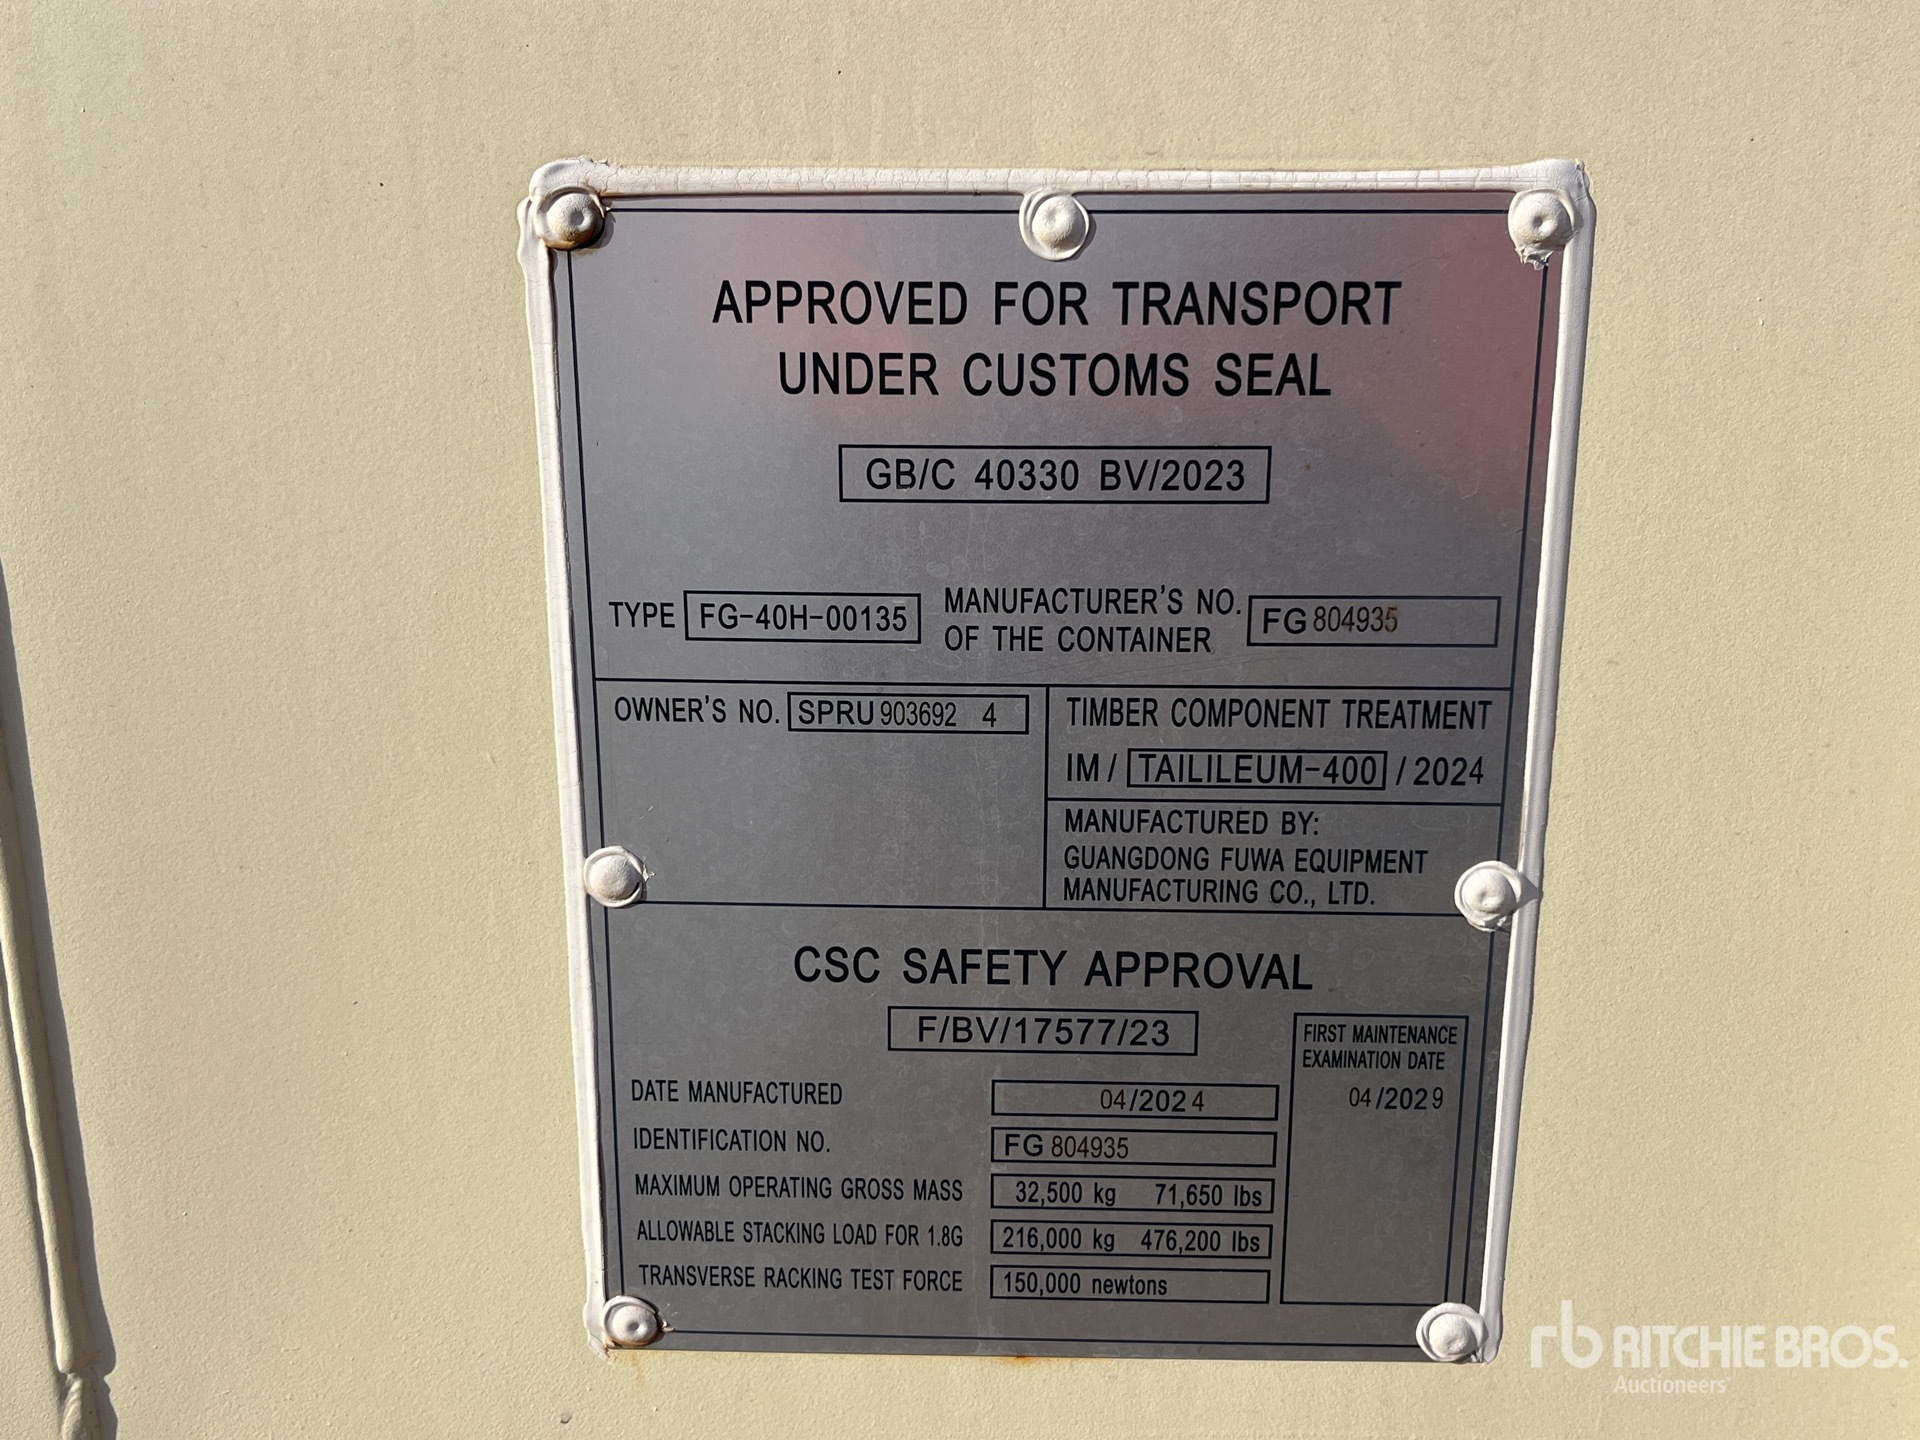 APPROVED FOR TRANSPORT
UNDER CUSTOMS SEAL
GB/C 40330 BV/2023
TYPE FG-40H-00135 MANUFACTURER'S NO. OF THE CONTAINER FG 804935
OWNER'S NO. SPRU 903692 4
TIMBER COMPONENT TREATMENT
IM / TAILILEUM-400 / 2024
MANUFACTURED BY:
GUANGDONG FUWA EQUIPMENT
MANUFACTURING CO., LTD.
CSC SAFETY APPROVAL
F/BV/17577/23
DATE MANUFACTURED 04/2024
IDENTIFICATION NO. FG 804935
MAXIMUM OPERATING GROSS MASS 32,500 kg 71,650 lbs
ALLOWABLE STACKING LOAD FOR 1.8G 216,000 kg 476,200 lbs
TRANSVERSE RACKING TEST FORCE 150,000 newtons
FIRST MAINTENANCE
EXAMINATION DATE
04/2029
rb RITCHIE BROS.
Auctioneers